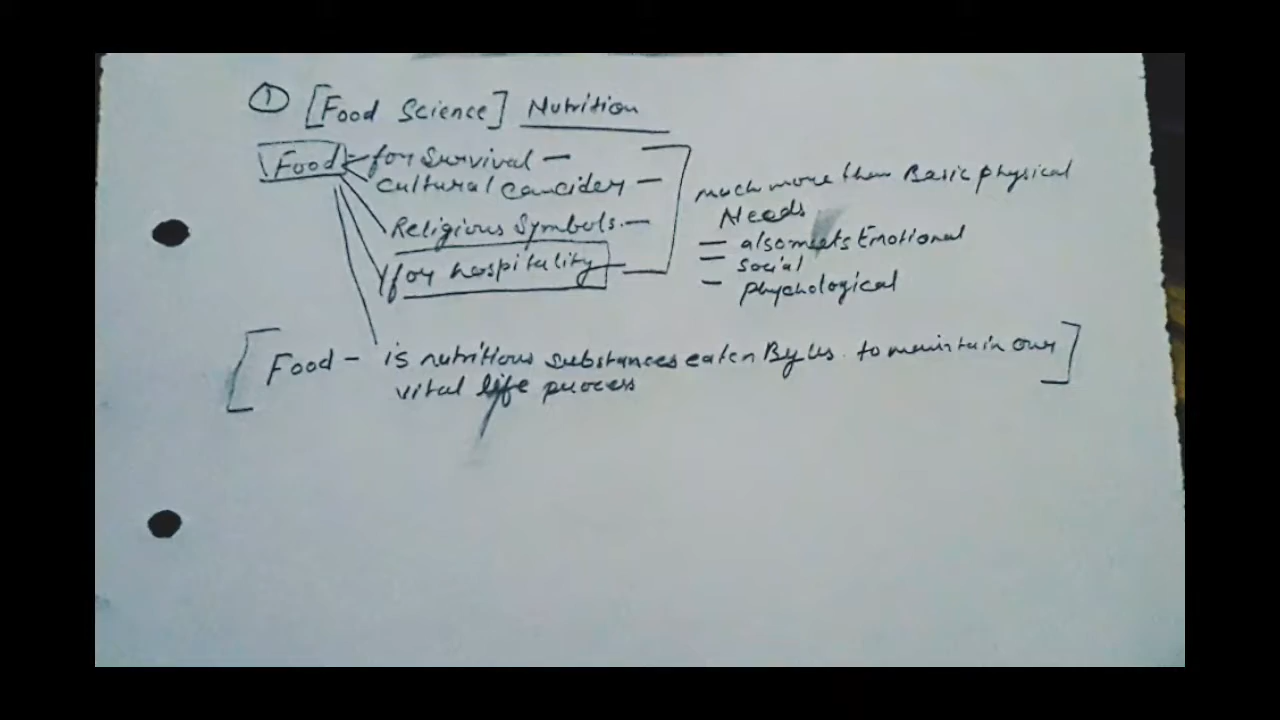 ① [Food Science] Nutrition
Food - for Survival -
Cultural Cancider -
Religious Symbols. -
for hospitality -
much more than Basic physical
Needs
- also meets Emotional
- social
- phychological
[Food - is nutritious substances eaten By us. to maintain our]
vital life process